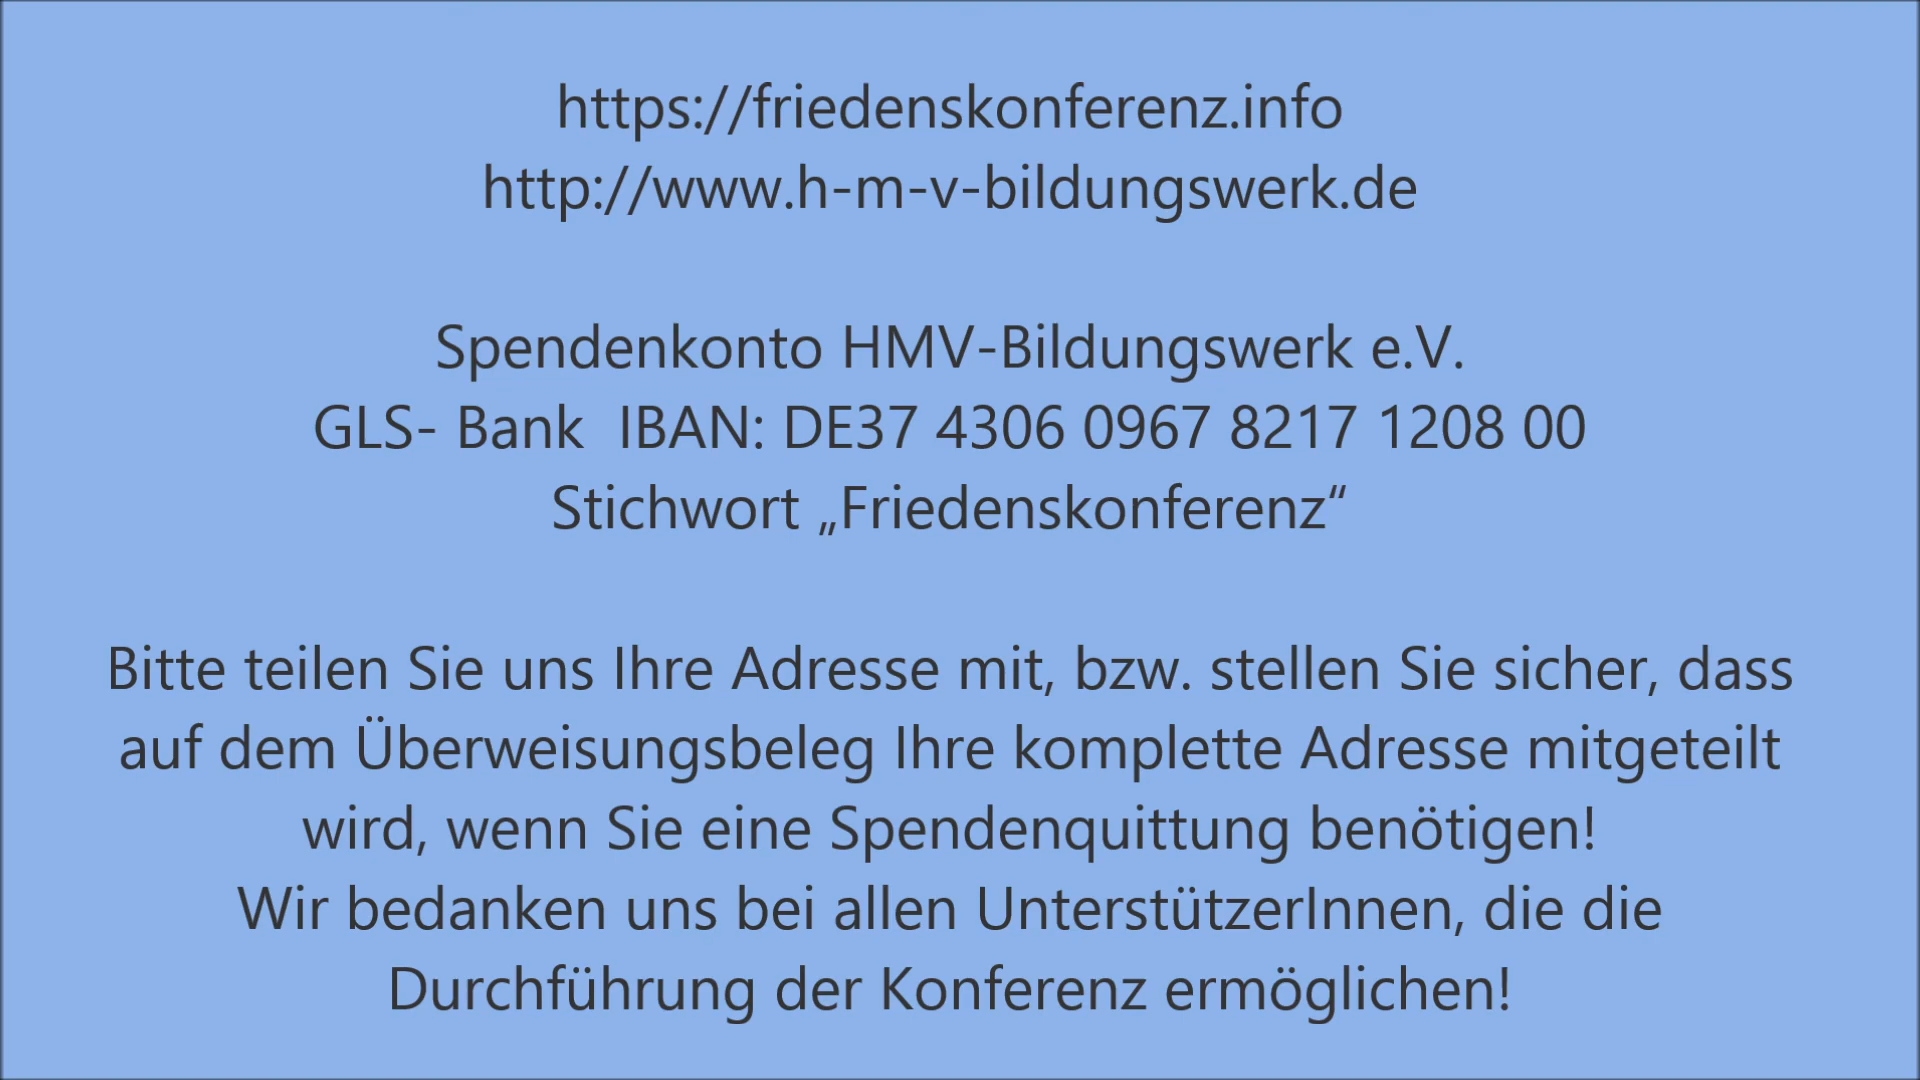 https://friedenskonferenz.info
http://www.h-m-v-bildungswerk.de
Spendenkonto HMV-Bildungswerk e.V.
GLS- Bank  IBAN: DE37 4306 0967 8217 1208 00
Stichwort „Friedenskonferenz“
Bitte teilen Sie uns Ihre Adresse mit, bzw. stellen Sie sicher, dass
auf dem Überweisungsbeleg Ihre komplette Adresse mitgeteilt
wird, wenn Sie eine Spendenquittung benötigen!
Wir bedanken uns bei allen UnterstützerInnen, die die
Durchführung der Konferenz ermöglichen!